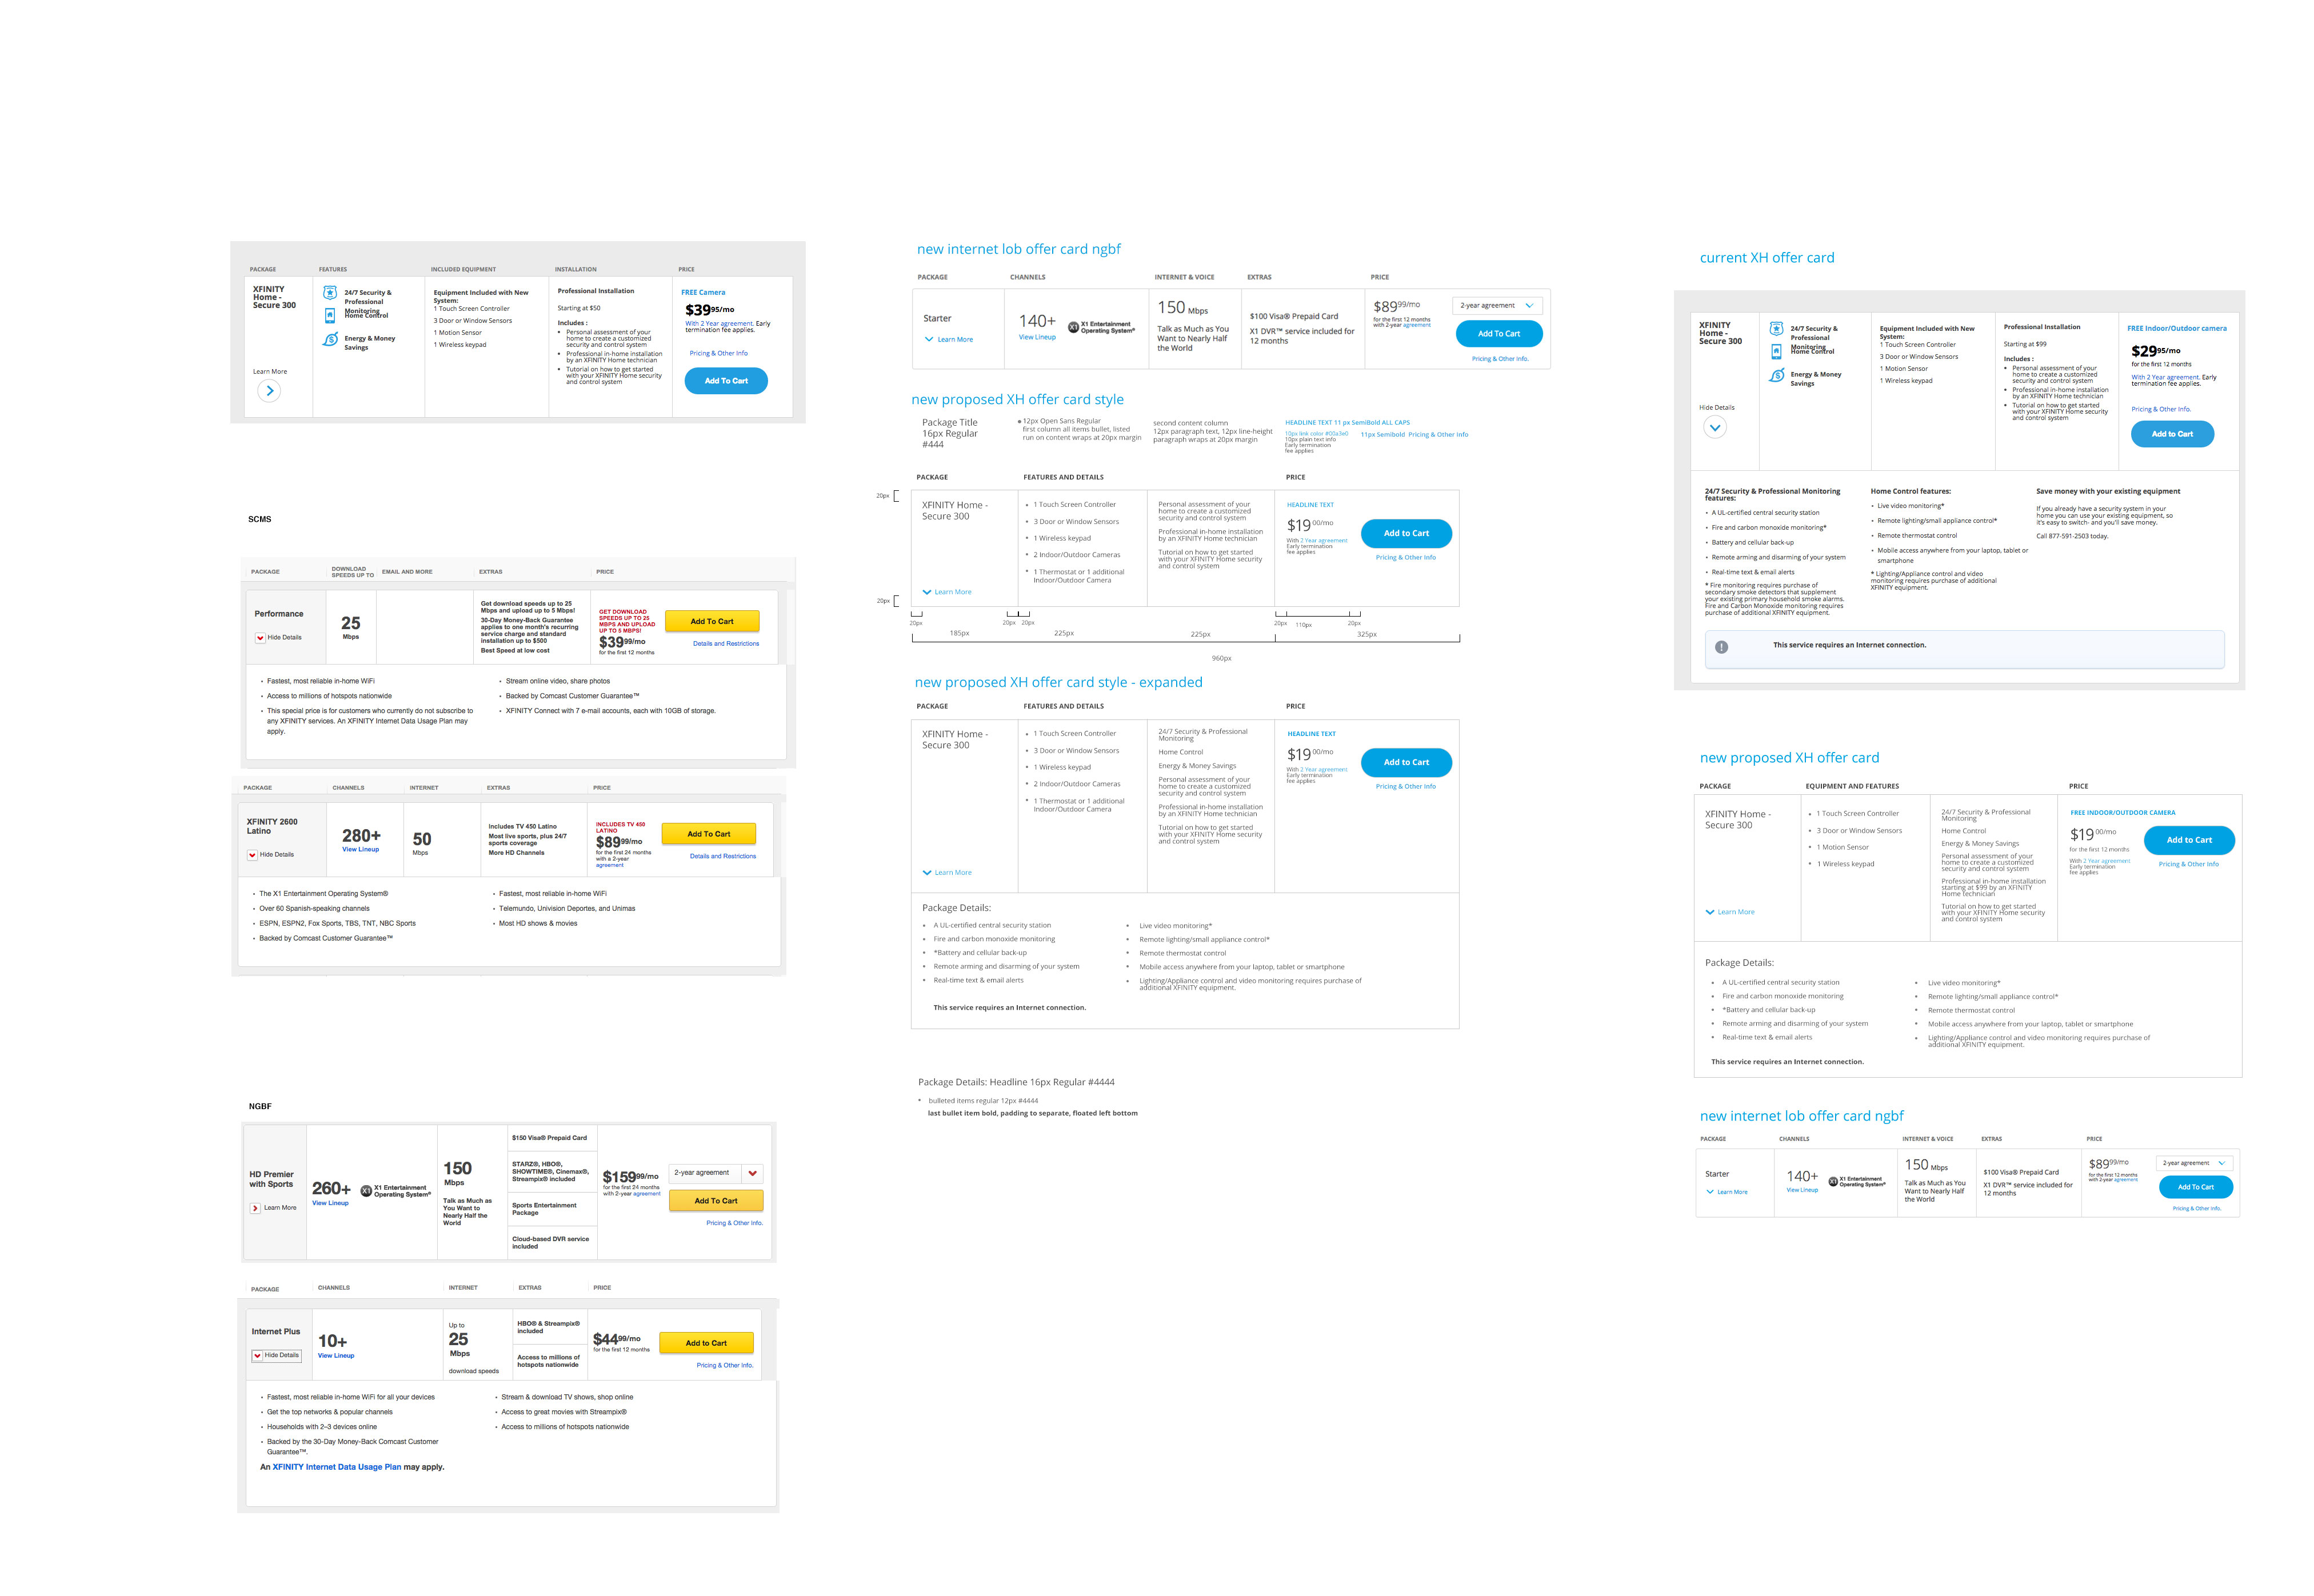 PACKAGE FEATURES INCLUDED EQUIPMENT INSTALLATION PRICE
XFINITY
Home -
Secure 300
Learn More
24/7 Security &
Professional
Monitoring
Home Control
Energy & Money
Savings
Equipment Included with New
System:
1 Touch Screen Controller
3 Door or Window Sensors
1 Motion Sensor
1 Wireless keypad
Professional Installation
Starting at $50
Includes :
• Personal assessment of your
home to create a customized
security and control system
• Professional in-home installation
by an XFINITY Home technician
• Tutorial on how to get started
with your XFINITY Home security
and control system
FREE Camera
$39.95/mo
With 2 Year agreement. Early
termination fee applies.
Pricing & Other Info
Add To Cart
SCMS
PACKAGE DOWNLOAD
SPEEDS UP TO EMAIL AND MORE EXTRAS PRICE
Performance
Hide Details
25
Mbps
Get download speeds up to 25
Mbps and upload up to 5 Mbps!
30-Day Money-Back Guarantee
applies to one month's recurring
service charge and standard
installation up to $500
Best Speed at low cost
GET DOWNLOAD
SPEEDS UP TO 25
MBPS AND UPLOAD
UP TO 5 MBPS!
$39 99/mo
for the first 12 months
Add To Cart
Details and Restrictions
• Fastest, most reliable in-home WiFi
• Access to millions of hotspots nationwide
• This special price is for customers who currently do not subscribe to
any XFINITY services. An XFINITY Internet Data Usage Plan may
apply.
• Stream online video, share photos
• Backed by Comcast Customer Guarantee™
• XFINITY Connect with 7 e-mail accounts, each with 10GB of storage.
PACKAGE CHANNELS INTERNET EXTRAS PRICE
XFINITY 2600
Latino
Hide Details
280+
View Lineup
50
Mbps
Includes TV 450 Latino
Most live sports, plus 24/7
sports coverage
More HD Channels
INCLUDES TV 450
LATINO
$89 99/mo
for the first 24 months
with a 2-year
agreement
Add To Cart
Details and Restrictions
• The X1 Entertainment Operating System®
• Over 60 Spanish-speaking channels
• ESPN, ESPN2, Fox Sports, TBS, TNT, NBC Sports
• Backed by Comcast Customer Guarantee™
• Fastest, most reliable in-home WiFi
• Telemundo, Univision Deportes, and Unimas
• Most HD shows & movies
NGBF
HD Premier
with Sports
Learn More
260+
View Lineup
X1 X1 Entertainment
Operating System®
150
Mbps
Talk as Much as
You Want to
Nearly Half the
World
$150 Visa® Prepaid Card
STARZ®, HBO®,
SHOWTIME®, Cinemax®,
Streampix® included
Sports Entertainment
Package
Cloud-based DVR service
included
$159 99/mo
for the first 24 months
with 2-year agreement
2-year agreement
Add To Cart
Pricing & Other Info.
PACKAGE CHANNELS INTERNET EXTRAS PRICE
Internet Plus
Hide Details
10+
View Lineup
Up to
25
Mbps
download speeds
HBO® & Streampix®
included
Access to millions of
hotspots nationwide
$44 99/mo
for the first 12 months
Add to Cart
Pricing & Other Info.
• Fastest, most reliable in-home WiFi for all your devices
• Get the top networks & popular channels
• Households with 2–3 devices online
• Backed by the 30-Day Money-Back Comcast Customer
Guarantee™.
An XFINITY Internet Data Usage Plan may apply.
• Stream & download TV shows, shop online
• Access to great movies with Streampix®
• Access to millions of hotspots nationwide
new internet lob offer card ngbf
PACKAGE CHANNELS INTERNET & VOICE EXTRAS PRICE
Starter
Learn More
140+
View Lineup
X1 X1 Entertainment
Operating System®
150 Mbps
Talk as Much as You
Want to Nearly Half
the World
$100 Visa® Prepaid Card
X1 DVR™ service included for
12 months
$89 99/mo
for the first 12 months
with 2-year agreement
2-year agreement
Add To Cart
Pricing & Other Info.
new proposed XH offer card style
Package Title
16px Regular
#444
• 12px Open Sans Regular
first column all items bullet, listed
run on content wraps at 20px margin
second content column
12px paragraph text, 12px line-height
paragraph wraps at 20px margin
HEADLINE TEXT 11 px SemiBold ALL CAPS
10px link color #00a3e0
10px plain text info
Early termination
fee applies
11px Semibold Pricing & Other Info
PACKAGE FEATURES AND DETAILS PRICE
20px
XFINITY Home -
Secure 300
Learn More
• 1 Touch Screen Controller
• 3 Door or Window Sensors
• 1 Wireless keypad
• 2 Indoor/Outdoor Cameras
• 1 Thermostat or 1 additional
Indoor/Outdoor Camera
Personal assessment of your
home to create a customized
security and control system
Professional in-home installation
by an XFINITY Home technician
Tutorial on how to get started
with your XFINITY Home security
and control system
HEADLINE TEXT
$19 00/mo
With 2 Year agreement
Early termination
fee applies
Add to Cart
Pricing & Other Info
20px
20px 20px 20px 20px 110px 20px
185px 225px 225px 325px
960px
new proposed XH offer card style - expanded
PACKAGE FEATURES AND DETAILS PRICE
XFINITY Home -
Secure 300
Learn More
• 1 Touch Screen Controller
• 3 Door or Window Sensors
• 1 Wireless keypad
• 2 Indoor/Outdoor Cameras
• 1 Thermostat or 1 additional
Indoor/Outdoor Camera
24/7 Security & Professional
Monitoring
Home Control
Energy & Money Savings
Personal assessment of your
home to create a customized
security and control system
Professional in-home installation
by an XFINITY Home technician
Tutorial on how to get started
with your XFINITY Home security
and control system
HEADLINE TEXT
$19 00/mo
With 2 Year agreement
Early termination
fee applies
Add to Cart
Pricing & Other Info
Package Details:
• A UL-certified central security station
• Fire and carbon monoxide monitoring
• *Battery and cellular back-up
• Remote arming and disarming of your system
• Real-time text & email alerts
• Live video monitoring*
• Remote lighting/small appliance control*
• Remote thermostat control
• Mobile access anywhere from your laptop, tablet or smartphone
• Lighting/Appliance control and video monitoring requires purchase of
additional XFINITY equipment.
This service requires an Internet connection.
Package Details: Headline 16px Regular #4444
• bulleted items regular 12px #4444
last bullet item bold, padding to separate, floated left bottom
current XH offer card
XFINITY
Home -
Secure 300
Hide Details
24/7 Security &
Professional
Monitoring
Home Control
Energy & Money
Savings
Equipment Included with New
System:
1 Touch Screen Controller
3 Door or Window Sensors
1 Motion Sensor
1 Wireless keypad
Professional Installation
Starting at $99
Includes :
• Personal assessment of your
home to create a customized
security and control system
• Professional in-home installation
by an XFINITY Home technician
• Tutorial on how to get started
with your XFINITY Home security
and control system
FREE Indoor/Outdoor camera
$29 95/mo
for the first 12 months
With 2 Year agreement. Early
termination fee applies.
Pricing & Other Info.
Add to Cart
24/7 Security & Professional Monitoring
features:
• A UL-certified central security station
• Fire and carbon monoxide monitoring*
• Battery and cellular back-up
• Remote arming and disarming of your system
• Real-time text & email alerts
* Fire monitoring requires purchase of
secondary smoke detectors that supplement
your existing primary household smoke alarms.
Fire and Carbon Monoxide monitoring requires
purchase of additional XFINITY equipment.
Home Control features:
• Live video monitoring*
• Remote lighting/small appliance control*
• Remote thermostat control
• Mobile access anywhere from your laptop, tablet or
smartphone
* Lighting/Appliance control and video
monitoring requires purchase of additional
XFINITY equipment.
Save money with your existing equipment
If you already have a security system in your
home you can use your existing equipment, so
it's easy to switch- and you'll save money.
Call 877-591-2503 today.
This service requires an Internet connection.
new proposed XH offer card
PACKAGE EQUIPMENT AND FEATURES PRICE
XFINITY Home -
Secure 300
Learn More
• 1 Touch Screen Controller
• 3 Door or Window Sensors
• 1 Motion Sensor
• 1 Wireless keypad
24/7 Security & Professional
Monitoring
Home Control
Energy & Money Savings
Personal assessment of your
home to create a customized
security and control system
Professional in-home installation
starting at $99 by an XFINITY
Home technician
Tutorial on how to get started
with your XFINITY Home security
and control system
FREE INDOOR/OUTDOOR CAMERA
$19 00/mo
for the first 12 months
With 2 Year agreement
Early termination
fee applies
Add to Cart
Pricing & Other Info
Package Details:
• A UL-certified central security station
• Fire and carbon monoxide monitoring
• *Battery and cellular back-up
• Remote arming and disarming of your system
• Real-time text & email alerts
• Live video monitoring*
• Remote lighting/small appliance control*
• Remote thermostat control
• Mobile access anywhere from your laptop, tablet or smartphone
• Lighting/Appliance control and video monitoring requires purchase of
additional XFINITY equipment.
This service requires an Internet connection.
new internet lob offer card ngbf
PACKAGE CHANNELS INTERNET & VOICE EXTRAS PRICE
Starter
Learn More
140+
View Lineup
X1 X1 Entertainment
Operating System®
150 Mbps
Talk as Much as You
Want to Nearly Half
the World
$100 Visa® Prepaid Card
X1 DVR™ service included for
12 months
$89 99/mo
for the first 12 months
with 2-year agreement
2-year agreement
Add To Cart
Pricing & Other Info.